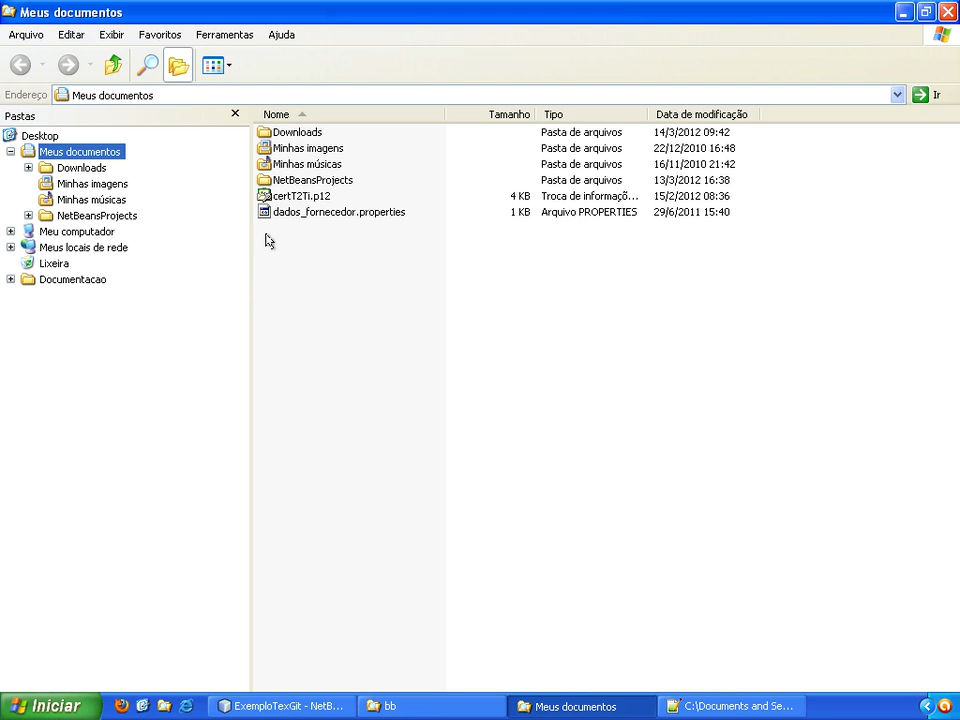 Meus documentos
Arquivo Editar Exibir Favoritos Ferramentas Ajuda
Endereço Meus documentos Ir
Pastas
Desktop
Meus documentos
Downloads
Minhas imagens
Minhas músicas
NetBeansProjects
Meu computador
Meus locais de rede
Lixeira
Documentacao
Nome Tamanho Tipo Data de modificação
Downloads Pasta de arquivos 14/3/2012 09:42
Minhas imagens Pasta de arquivos 22/12/2010 16:48
Minhas músicas Pasta de arquivos 16/11/2010 21:42
NetBeansProjects Pasta de arquivos 13/3/2012 16:38
certT2Ti.p12 4 KB Troca de informaçõ... 15/2/2012 08:36
dados_fornecedor.properties 1 KB Arquivo PROPERTIES 29/6/2011 15:40
Iniciar ExemploTexGit - NetB... bb Meus documentos C:\Documents and Se...